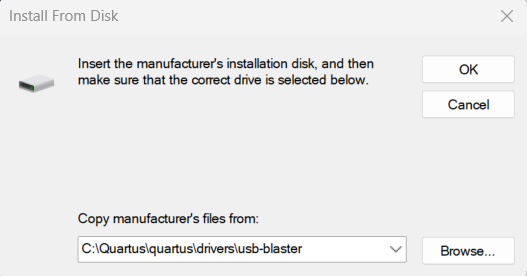 Install From Disk
Insert the manufacturer's installation disk, and then
make sure that the correct drive is selected below.
OK
Cancel
Copy manufacturer's files from:
C:\Quartus\quartus\drivers\usb-blaster
Browse...